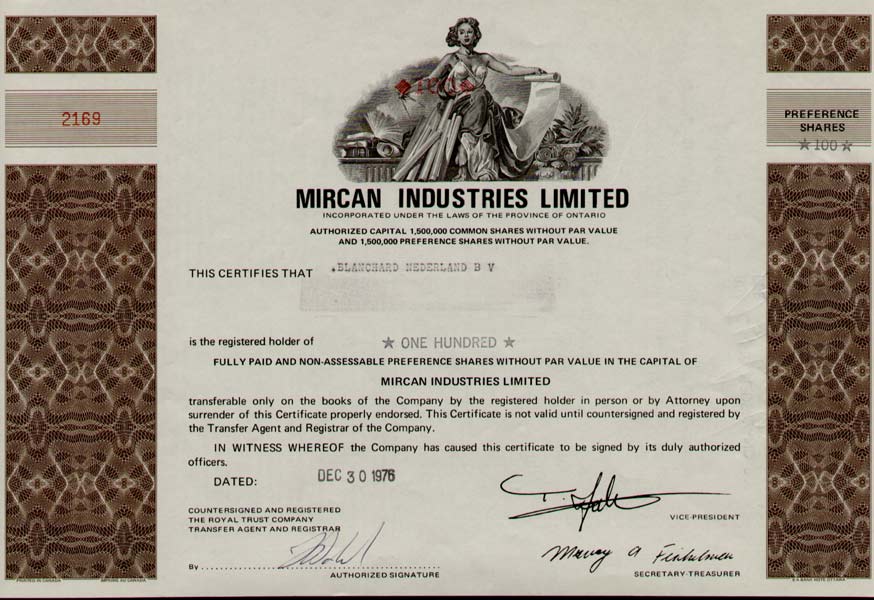 2169
PREFERENCE
SHARES
★100★
MIRCAN INDUSTRIES LIMITED
INCORPORATED UNDER THE LAWS OF THE PROVINCE OF ONTARIO
AUTHORIZED CAPITAL 1,500,000 COMMON SHARES WITHOUT PAR VALUE
AND 1,500,000 PREFERENCE SHARES WITHOUT PAR VALUE.
THIS CERTIFIES THAT .BLANCHARD NEDERLAND B V
is the registered holder of ★ ONE HUNDRED ★
FULLY PAID AND NON-ASSESSABLE PREFERENCE SHARES WITHOUT PAR VALUE IN THE CAPITAL OF
MIRCAN INDUSTRIES LIMITED
transferable only on the books of the Company by the registered holder in person or by Attorney upon
surrender of this Certificate properly endorsed. This Certificate is not valid until countersigned and registered by
the Transfer Agent and Registrar of the Company.
IN WITNESS WHEREOF the Company has caused this certificate to be signed by its duly authorized
officers.
DATED: DEC 30 1976
COUNTERSIGNED AND REGISTERED
THE ROYAL TRUST COMPANY
TRANSFER AGENT AND REGISTRAR
VICE-PRESIDENT
By
AUTHORIZED SIGNATURE
SECRETARY-TREASURER
PRINTED IN CANADA
IMPRIMÉ AU CANADA